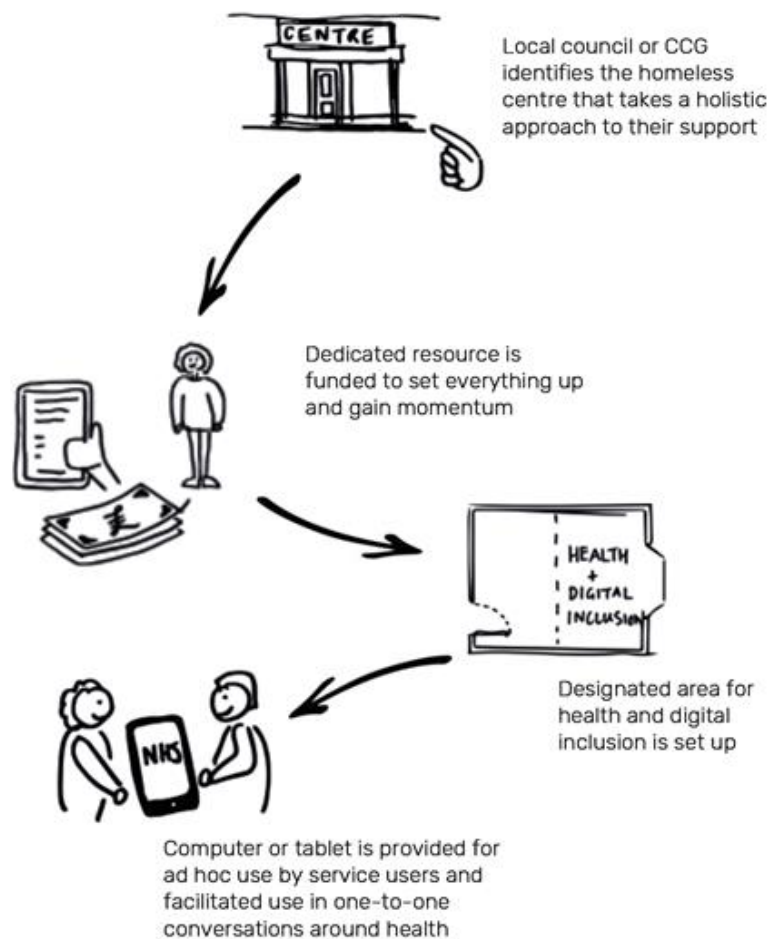 CENTRE
Local council or CCG
identifies the homeless
centre that takes a holistic
approach to their support
Dedicated resource is
funded to set everything up
and gain momentum
£
HEALTH
+
DIGITAL
INCLUSION
Designated area for
health and digital
inclusion is set up
NHS
Computer or tablet is provided for
ad hoc use by service users and
facilitated use in one-to-one
conversations around health